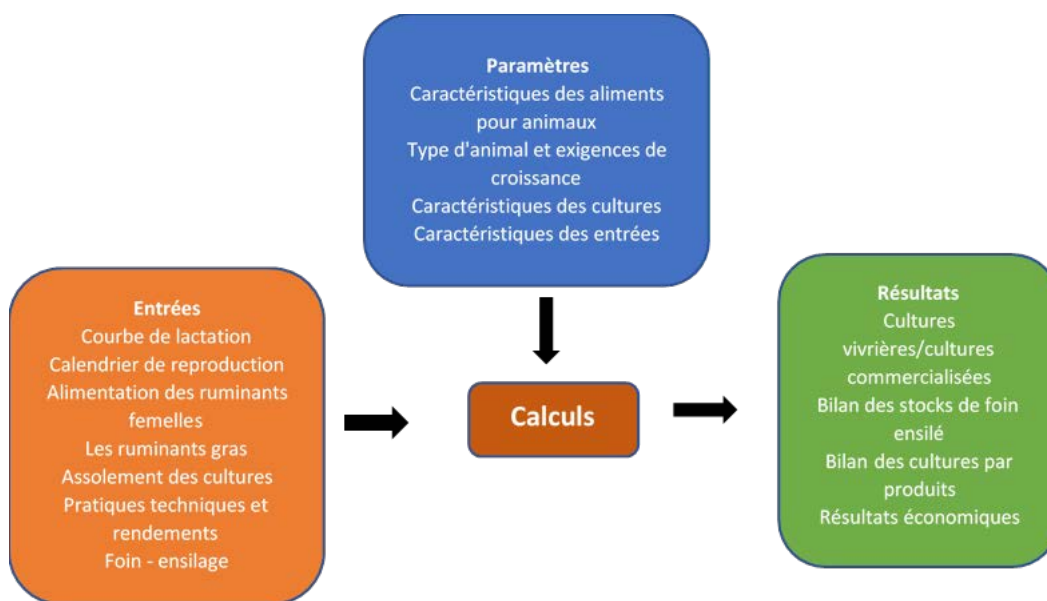 Paramètres
Caractéristiques des aliments
pour animaux
Type d'animal et exigences de
croissance
Caractéristiques des cultures
Caractéristiques des entrées
Entrées
Courbe de lactation
Calendrier de reproduction
Alimentation des ruminants
femelles
Les ruminants gras
Assolement des cultures
Pratiques techniques et
rendements
Foin - ensilage
Calculs
Résultats
Cultures
vivrières/cultures
commercialisées
Bilan des stocks de foin
ensilé
Bilan des cultures par
produits
Résultats économiques